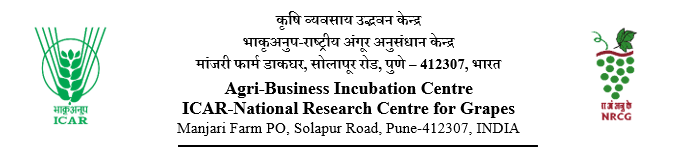 कृषि व्यवसाय उद्भवन केन्द्र
भाकृअनुप-राष्ट्रीय अंगूर अनुसंधान केन्द्र
मांजरी फार्म डाकघर, सोलापूर रोड, पुणे – 412307, भारत
Agri-Business Incubation Centre
ICAR-National Research Centre for Grapes
Manjari Farm PO, Solapur Road, Pune-412307, INDIA
भाकृअनुप
ICAR
NRCG